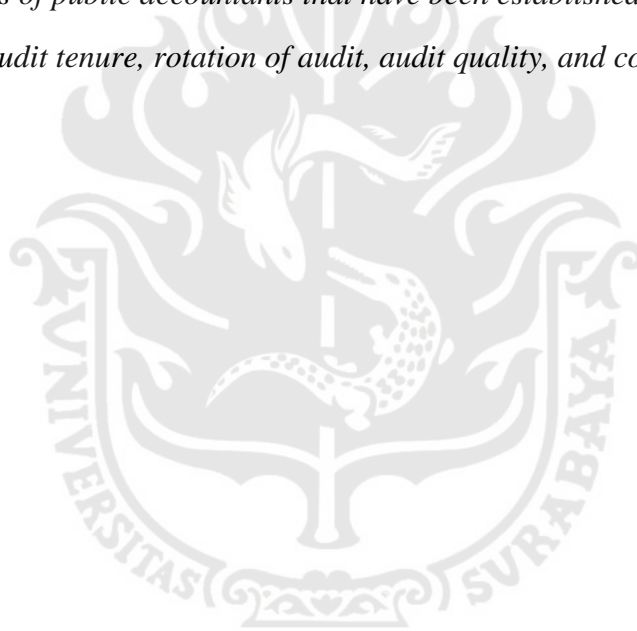 s of public accountants that have been established
udit tenure, rotation of audit, audit quality, and co
UNIVERSITAS SURABAYA